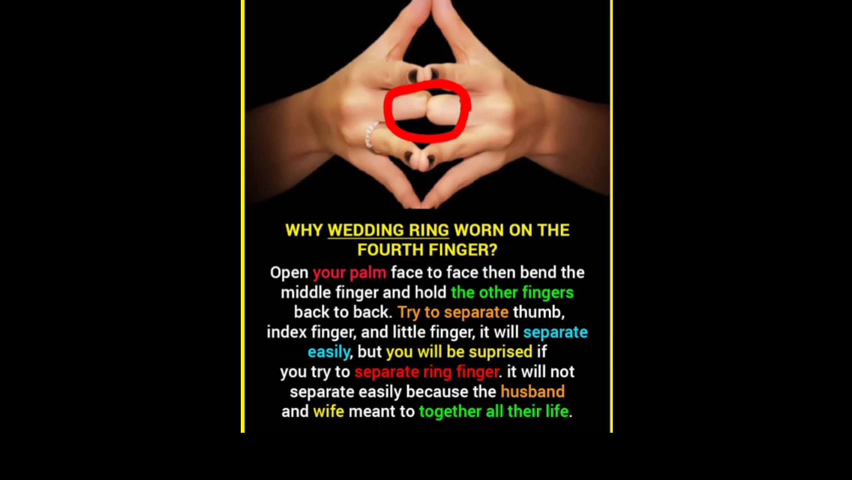 WHY WEDDING RING WORN ON THE
FOURTH FINGER?
Open your palm face to face then bend the
middle finger and hold the other fingers
back to back. Try to separate thumb,
index finger, and little finger, it will separate
easily, but you will be suprised if
you try to separate ring finger. it will not
separate easily because the husband
and wife meant to together all their life.